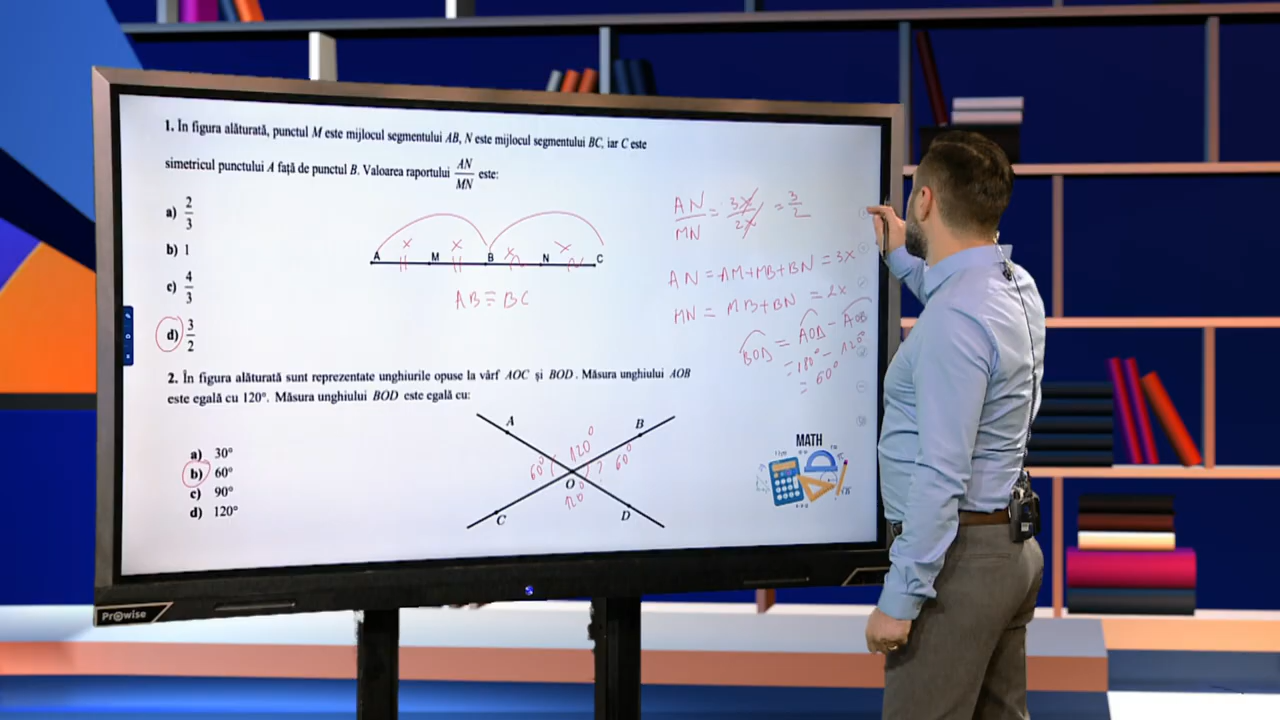 1. În figura alăturată, punctul M este mijlocul segmentului AB, N este mijlocul segmentului BC, iar C este
simetricul punctului A față de punctul B. Valoarea raportului AN/MN este:
a) 2/3
b) 1
c) 4/3
d) 3/2
x x x x
A M B N C
AB ≡ BC
AN/MN = 3x/2x = 3/2
AN = AM+MB+BN = 3x
MN = MB+BN = 2x
BOD = AOD - AOB
= 180° - 120°
= 60°
2. În figura alăturată sunt reprezentate unghiurile opuse la vârf AOC și BOD. Măsura unghiului AOB
este egală cu 120°. Măsura unghiului BOD este egală cu:
a) 30°
b) 60°
c) 90°
d) 120°
A B
120°
60° ? 60°
O
120°
C D
MATH
Prowise